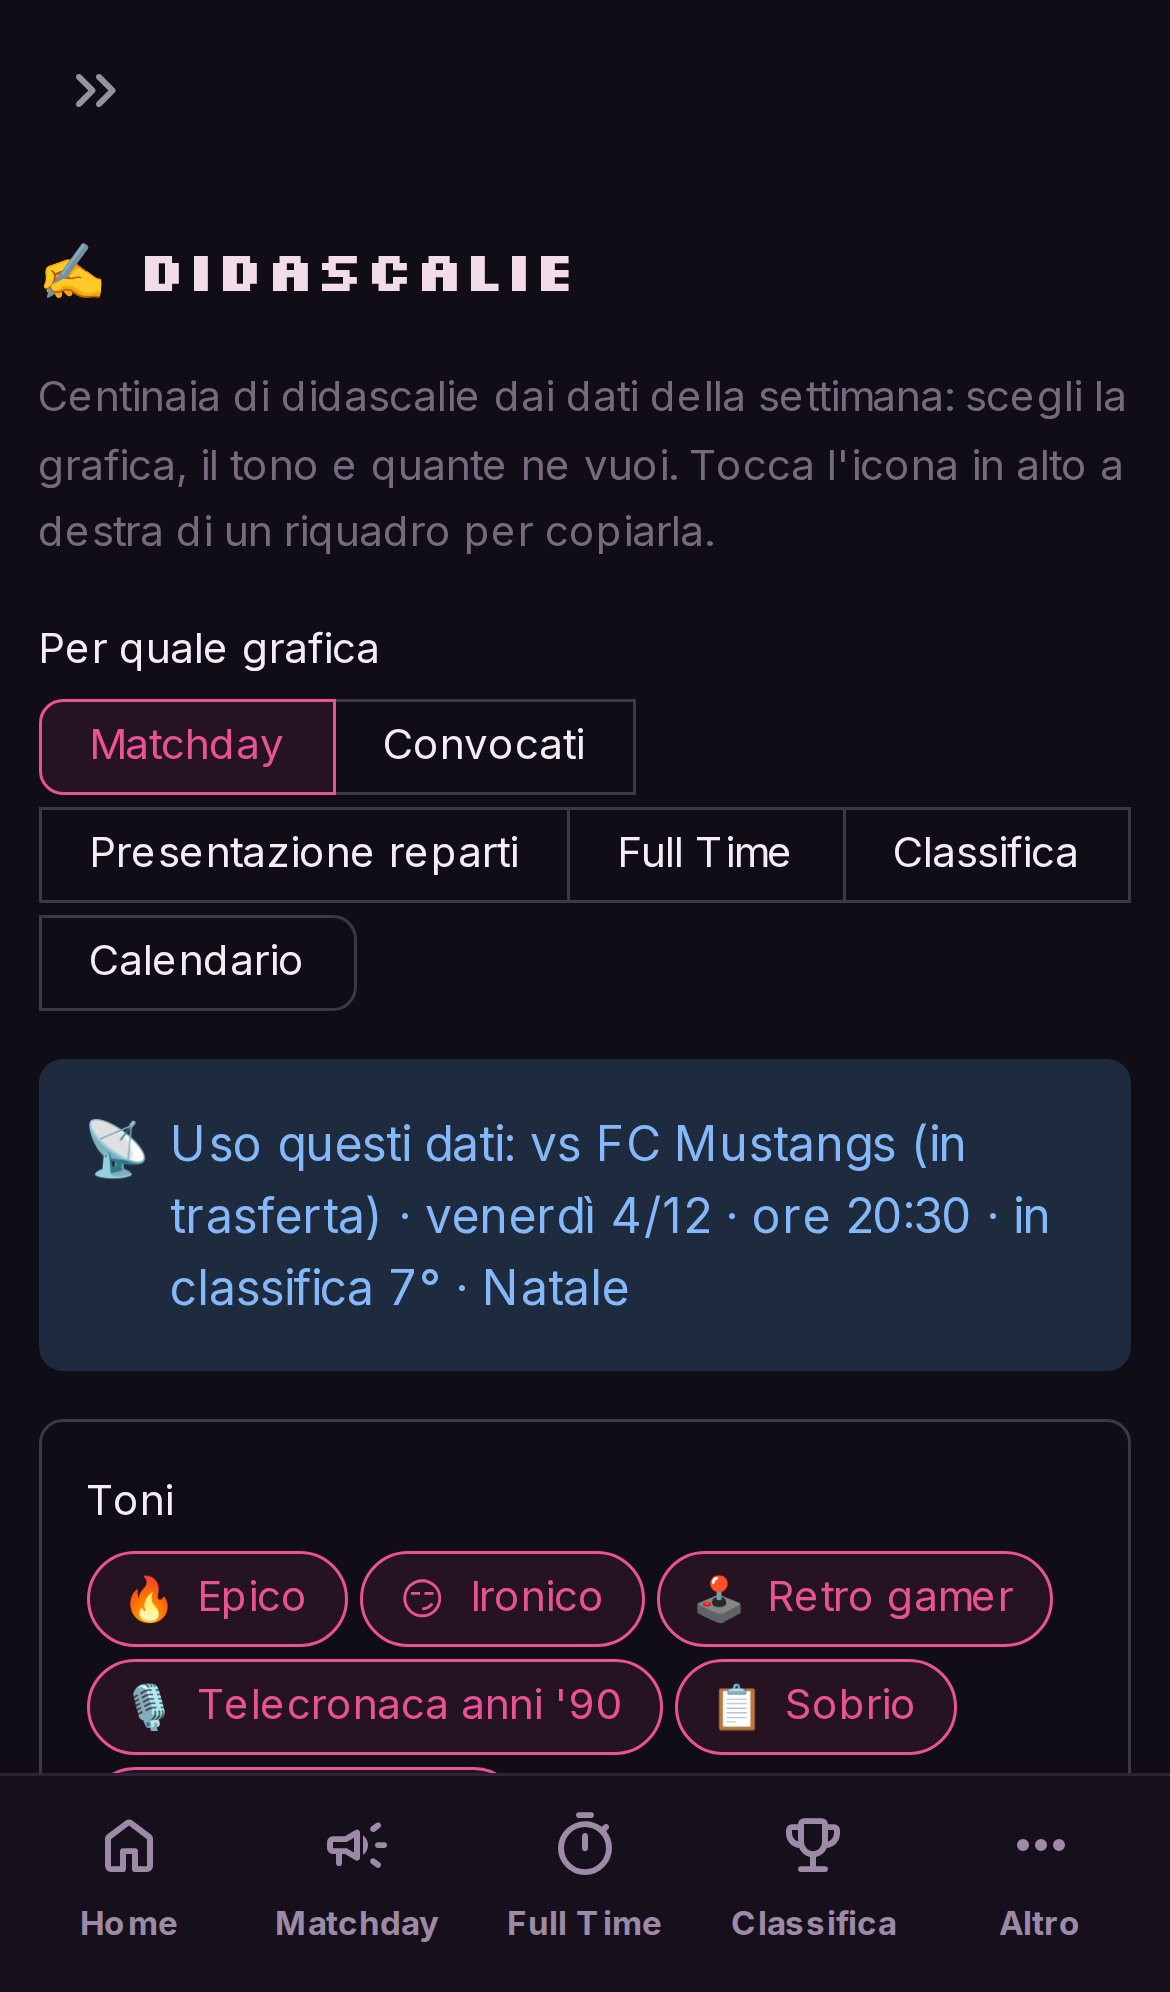 DIDASCALIE
Centinaia di didascalie dai dati della settimana: scegli la
grafica, il tono e quante ne vuoi. Tocca l'icona in alto a
destra di un riquadro per copiarla.
Per quale grafica
Matchday Convocati
Presentazione reparti Full Time Classifica
Calendario
Uso questi dati: vs FC Mustangs (in
trasferta) · venerdì 4/12 · ore 20:30 · in
classifica 7° · Natale
Toni
Epico Ironico Retro gamer
Telecronaca anni '90 Sobrio
Home Matchday Full Time Classifica Altro